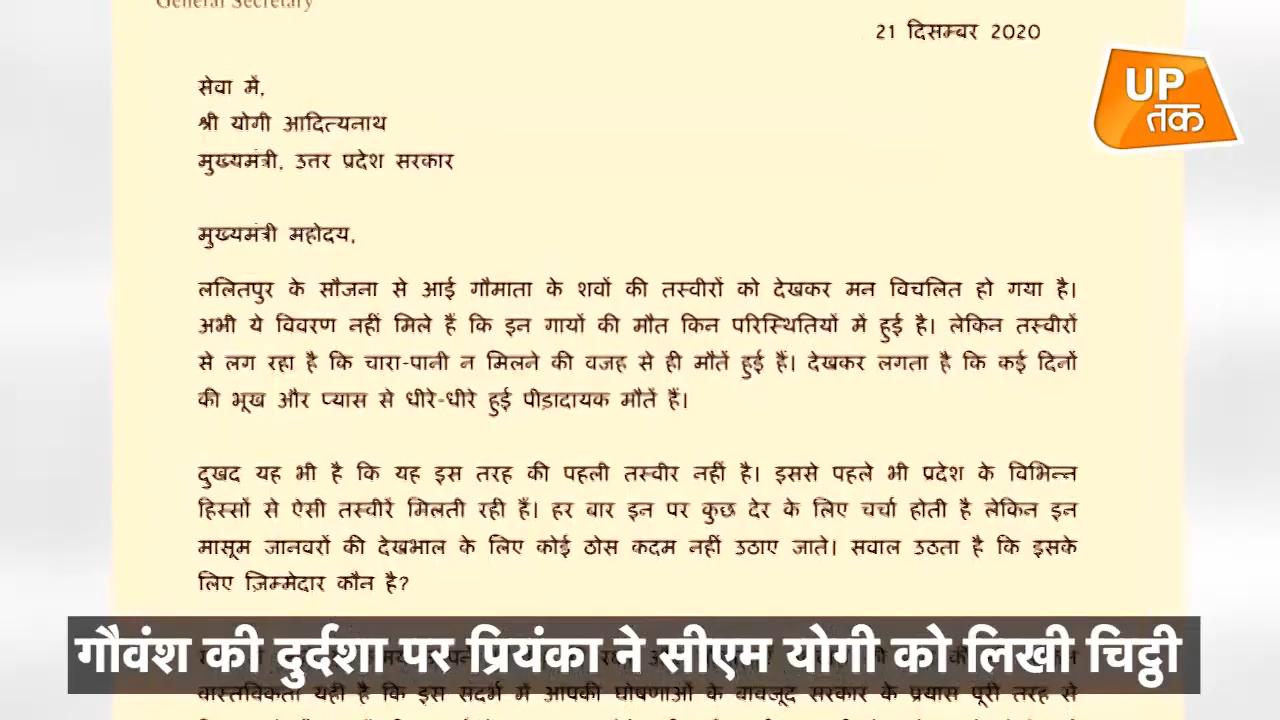 General Secretary
21 दिसम्बर 2020
UP
तक
सेवा में,
श्री योगी आदित्यनाथ
मुख्यमंत्री, उतर प्रदेश सरकार
मुख्यमंत्री महोदय,
ललितपुर के सौजना से आई गौमाता के शवों की तस्वीरों को देखकर मन विचलित हो गया है।
अभी ये विवरण नहीं मिले हैं कि इन गायों की मौत किन परिस्थितियों में हुई है। लेकिन तस्वीरों
से लग रहा है कि चारा-पानी न मिलने की वजह से ही मौतें हुई हैं। देखकर लगता है कि कई दिनों
की भूख और प्यास से धीरे-धीरे हुई पीड़ादायक मौतें हैं।
दुखद यह भी है कि यह इस तरह की पहली तस्वीर नहीं है। इससे पहले भी प्रदेश के विभिन्न
हिस्सों से ऐसी तस्वीरें मिलती रही हैं। हर बार इन पर कुछ देर के लिए चर्चा होती है लेकिन इन
मासूम जानवरों की देखभाल के लिए कोई ठोस कदम नहीं उठाए जाते। सवाल उठता है कि इसके
लिए ज़िम्मेदार कौन है?
गौवंश की दुर्दशा पर प्रियंका ने सीएम योगी को लिखी चिट्ठी
वास्तविकता यही है कि इस संदर्भ में आपकी घोषणाओं के बावजूद सरकार के प्रयास पूरी तरह से